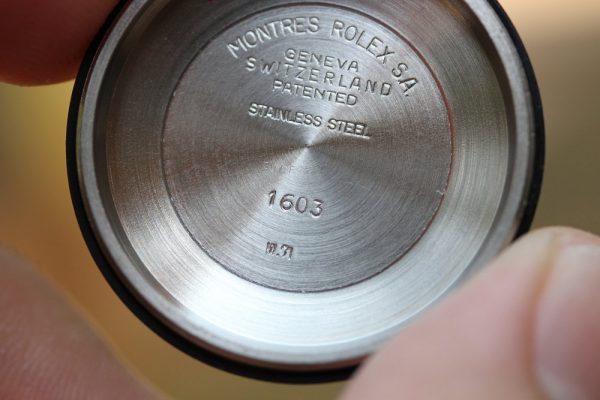 MONTRES ROLEX S.A.
GENEVA
SWITZERLAND
PATENTED
STAINLESS STEEL
1603